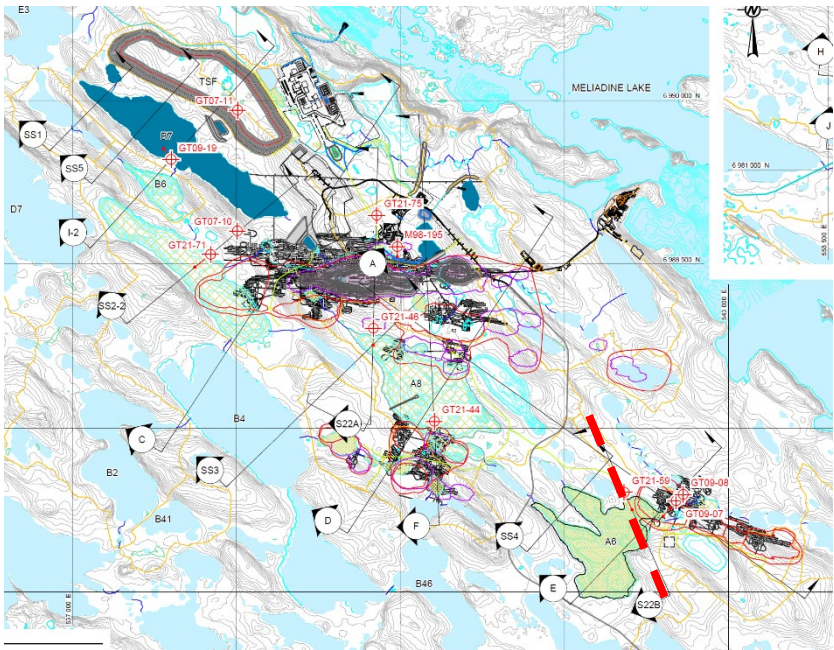 E3
N
H
TSF
MELIADINE LAKE
GT07-11
6 990 000 N
J
SS1
B7
GT09-19
SS5
6 981 000 N
B6
D7
GT21-75
I-2
GT07-10
M98-195
553 500 E
GT21-71
A
6 988 500 N
SS2-2
543 000 E
GT21-46
A8
B4
GT21-44
S22A
C
B2
SS3
GT21-59
GT09-08
GT09-07
B41
D
F
SS4
A6
B46
E
537 000 E
S22B